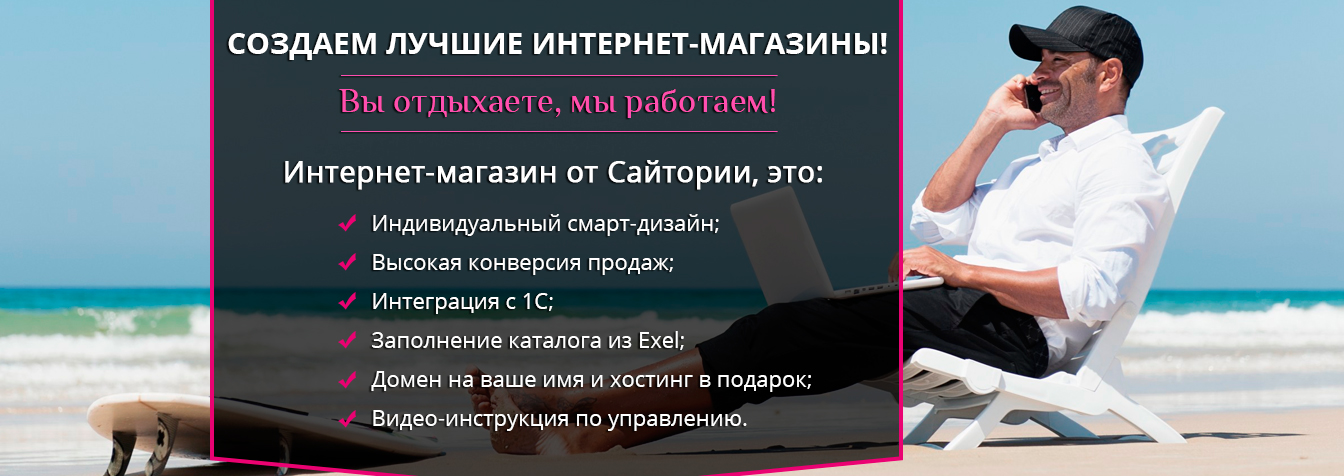 СОЗДАЕМ ЛУЧШИЕ ИНТЕРНЕТ-МАГАЗИНЫ!
Вы отдыхаете, мы работаем!
Интернет-магазин от Сайтории, это:
Индивидуальный смарт-дизайн;
Высокая конверсия продаж;
Интеграция с 1С;
Заполнение каталога из Exel;
Домен на ваше имя и хостинг в подарок;
Видео-инструкция по управлению.